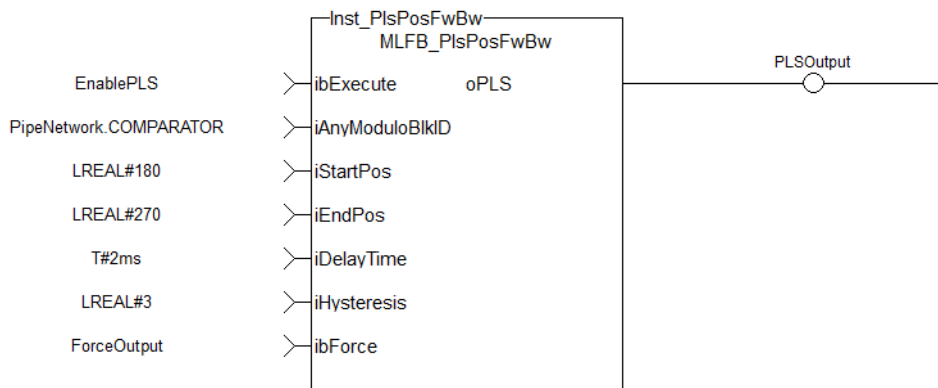 Inst_PlsPosFwBw
MLFB_PlsPosFwBw
PLSOutput
EnablePLS ibExecute oPLS
PipeNetwork.COMPARATOR iAnyModuloBlkID
LREAL#180 iStartPos
LREAL#270 iEndPos
T#2ms iDelayTime
LREAL#3 iHysteresis
ForceOutput ibForce